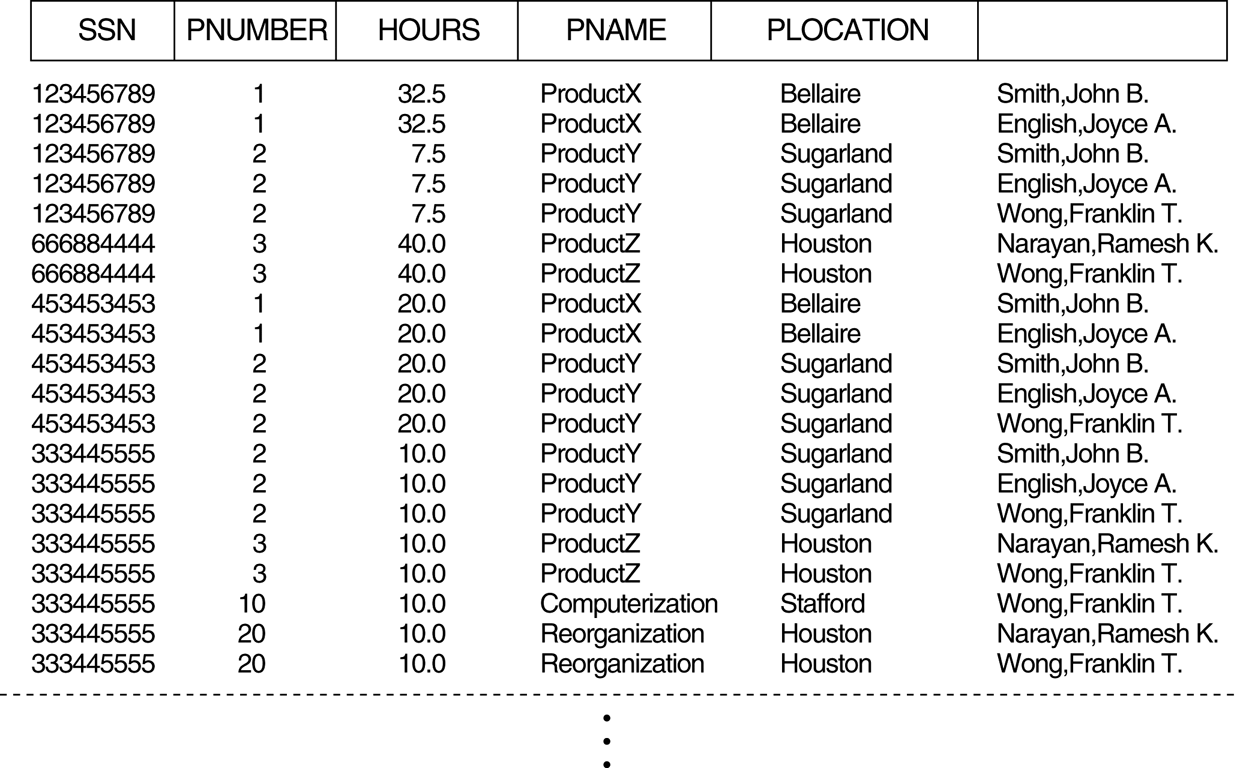 SSN PNUMBER HOURS PNAME PLOCATION
123456789 1 32.5 ProductX Bellaire Smith,John B.
123456789 1 32.5 ProductX Bellaire English,Joyce A.
123456789 2 7.5 ProductY Sugarland Smith,John B.
123456789 2 7.5 ProductY Sugarland English,Joyce A.
123456789 2 7.5 ProductY Sugarland Wong,Franklin T.
666884444 3 40.0 ProductZ Houston Narayan,Ramesh K.
666884444 3 40.0 ProductZ Houston Wong,Franklin T.
453453453 1 20.0 ProductX Bellaire Smith,John B.
453453453 1 20.0 ProductX Bellaire English,Joyce A.
453453453 2 20.0 ProductY Sugarland Smith,John B.
453453453 2 20.0 ProductY Sugarland English,Joyce A.
453453453 2 20.0 ProductY Sugarland Wong,Franklin T.
333445555 2 10.0 ProductY Sugarland Smith,John B.
333445555 2 10.0 ProductY Sugarland English,Joyce A.
333445555 2 10.0 ProductY Sugarland Wong,Franklin T.
333445555 3 10.0 ProductZ Houston Narayan,Ramesh K.
333445555 3 10.0 ProductZ Houston Wong,Franklin T.
333445555 10 10.0 Computerization Stafford Wong,Franklin T.
333445555 20 10.0 Reorganization Houston Narayan,Ramesh K.
333445555 20 10.0 Reorganization Houston Wong,Franklin T.